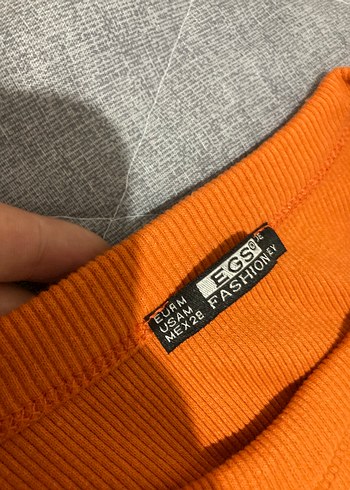 EUR M
USA M
MEX 28
EGS®
FASHION